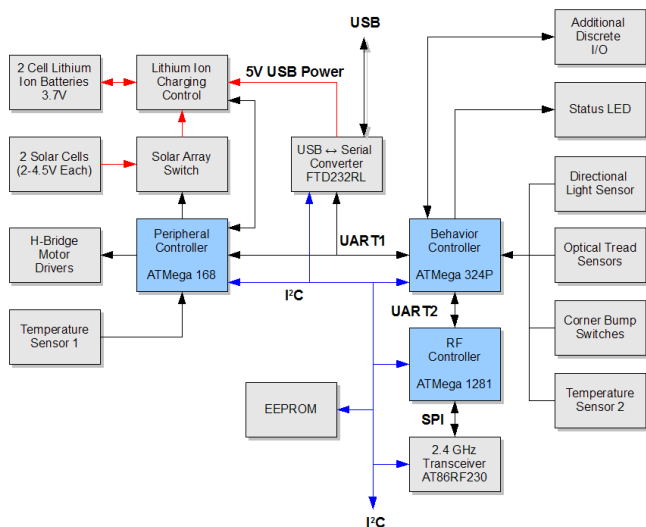 USB
Additional
Discrete
I/O
2 Cell Lithium
Ion Batteries
3.7V
Lithium Ion
Charging
Control
5V USB Power
Status LED
2 Solar Cells
(2-4.5V Each)
Solar Array
Switch
USB ↔ Serial
Converter
FTD232RL
Directional
Light Sensor
H-Bridge
Motor
Drivers
Peripheral
Controller
ATMega 168
UART1
Behavior
Controller
ATMega 324P
Optical Tread
Sensors
I²C
UART2
Temperature
Sensor 1
RF
Controller
ATMega 1281
Corner Bump
Switches
EEPROM
SPI
Temperature
Sensor 2
2.4 GHz
Transceiver
AT86RF230
I²C